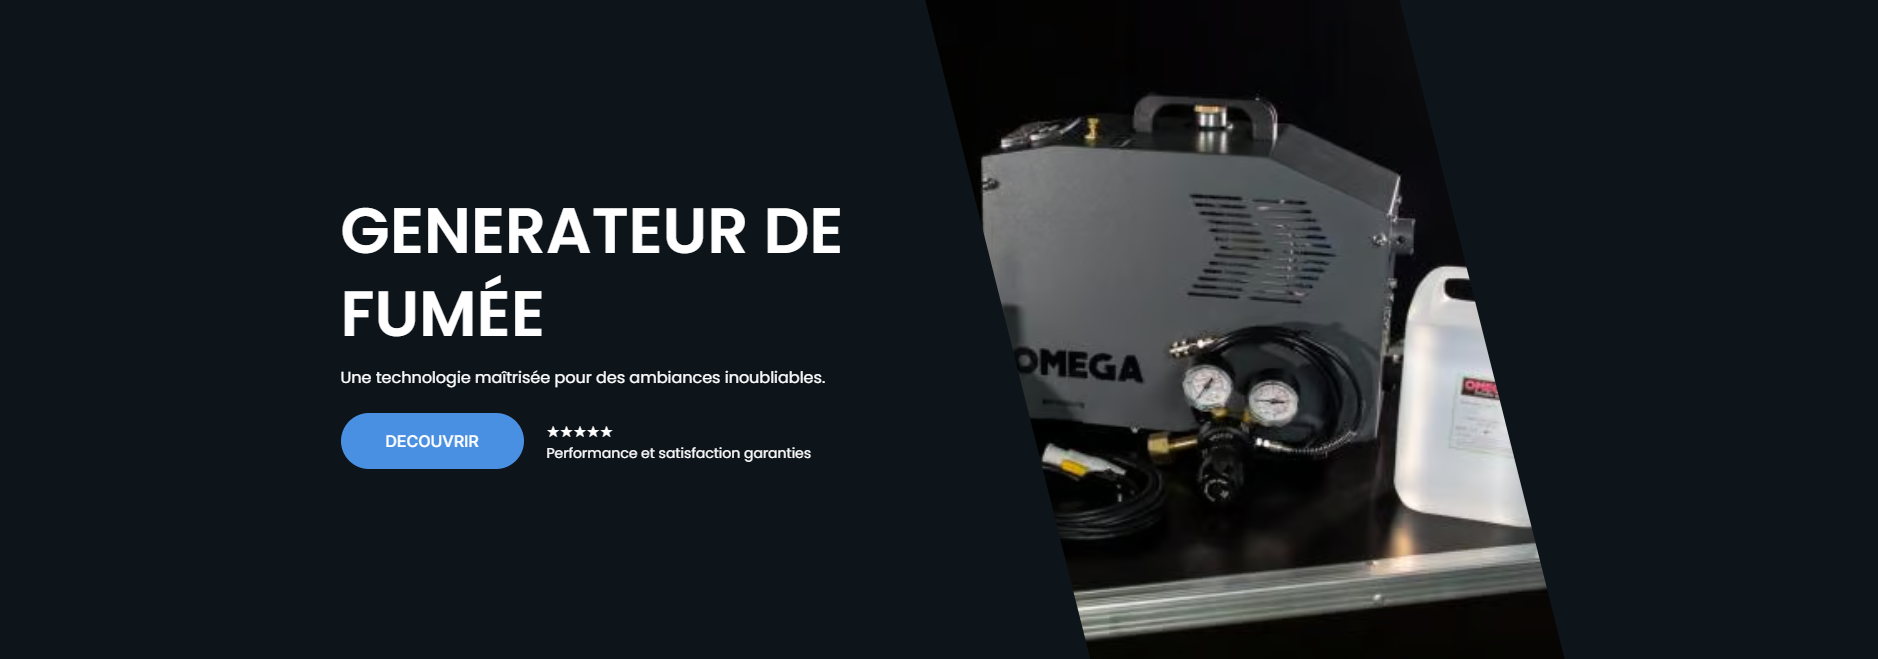 GENERATEUR DE
FUMÉE
Une technologie maîtrisée pour des ambiances inoubliables.
DECOUVRIR
★★★★★
Performance et satisfaction garanties
OMEGA